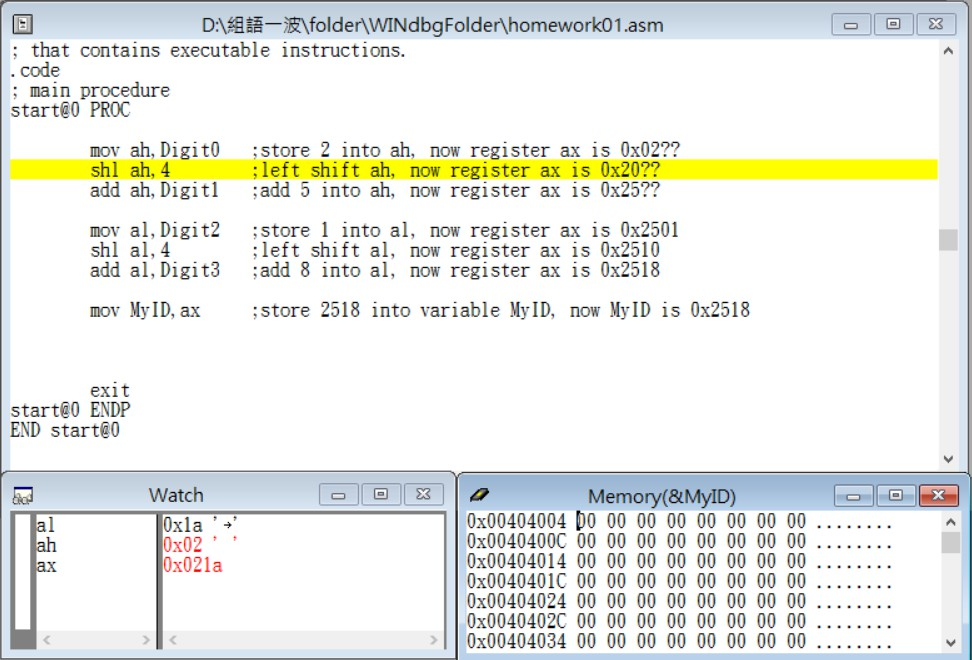 D:\組語一波\folder\WINdbgFolder\homework01.asm
; that contains executable instructions.
.code
; main procedure
start@0 PROC
mov ah,Digit0 ;store 2 into ah, now register ax is 0x02??
shl ah,4 ;left shift ah, now register ax is 0x20??
add ah,Digit1 ;add 5 into ah, now register ax is 0x25??
mov al,Digit2 ;store 1 into al, now register ax is 0x2501
shl al,4 ;left shift al, now register ax is 0x2510
add al,Digit3 ;add 8 into al, now register ax is 0x2518
mov MyID,ax ;store 2518 into variable MyID, now MyID is 0x2518
exit
start@0 ENDP
END start@0
Watch
al 0x1a '→'
ah 0x02 ' '
ax 0x021a
Memory(&MyID)
0x00404004 00 00 00 00 00 00 00 00 ........
0x0040400C 00 00 00 00 00 00 00 00 ........
0x00404014 00 00 00 00 00 00 00 00 ........
0x0040401C 00 00 00 00 00 00 00 00 ........
0x00404024 00 00 00 00 00 00 00 00 ........
0x0040402C 00 00 00 00 00 00 00 00 ........
0x00404034 00 00 00 00 00 00 00 00 ........